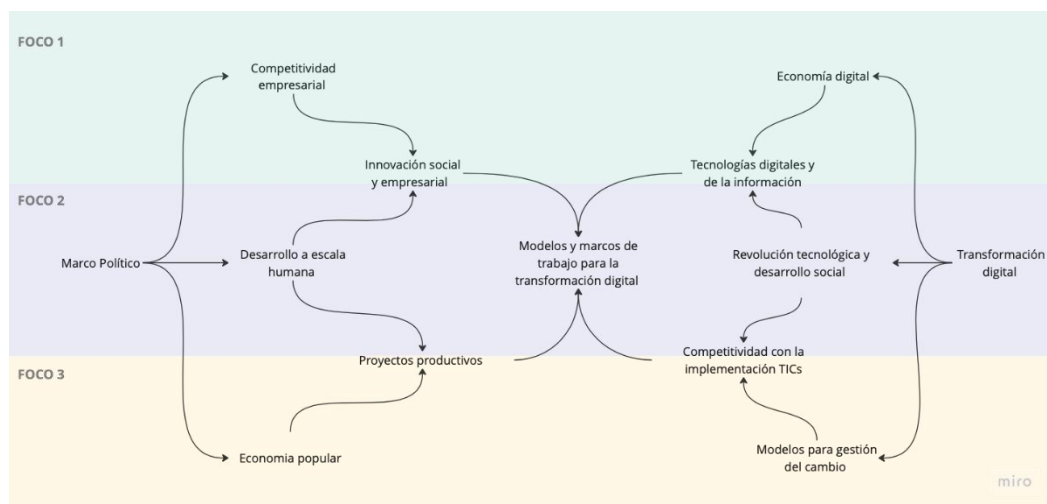 FOCO 1
Competitividad
empresarial
Economía digital
Innovación social
y empresarial
Tecnologías digitales y
de la información
FOCO 2
Marco Político
Desarrollo a escala
humana
Modelos y marcos de
trabajo para la
transformación digital
Revolución tecnológica y
desarrollo social
Transformación
digital
Proyectos productivos
Competitividad con la
implementación TICs
FOCO 3
Economia popular
Modelos para gestión
del cambio
miro